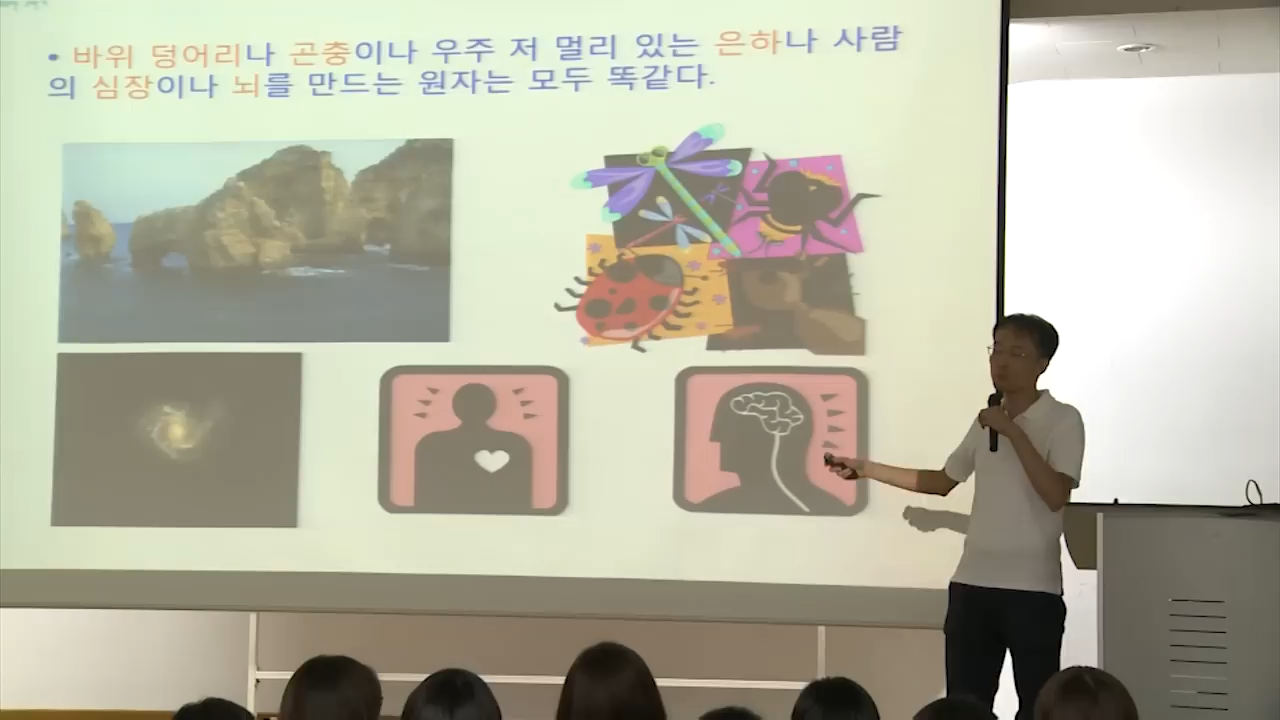 • 바위 덩어리나 곤충이나 우주 저 멀리 있는 은하나 사람
의 심장이나 뇌를 만드는 원자는 모두 똑같다.